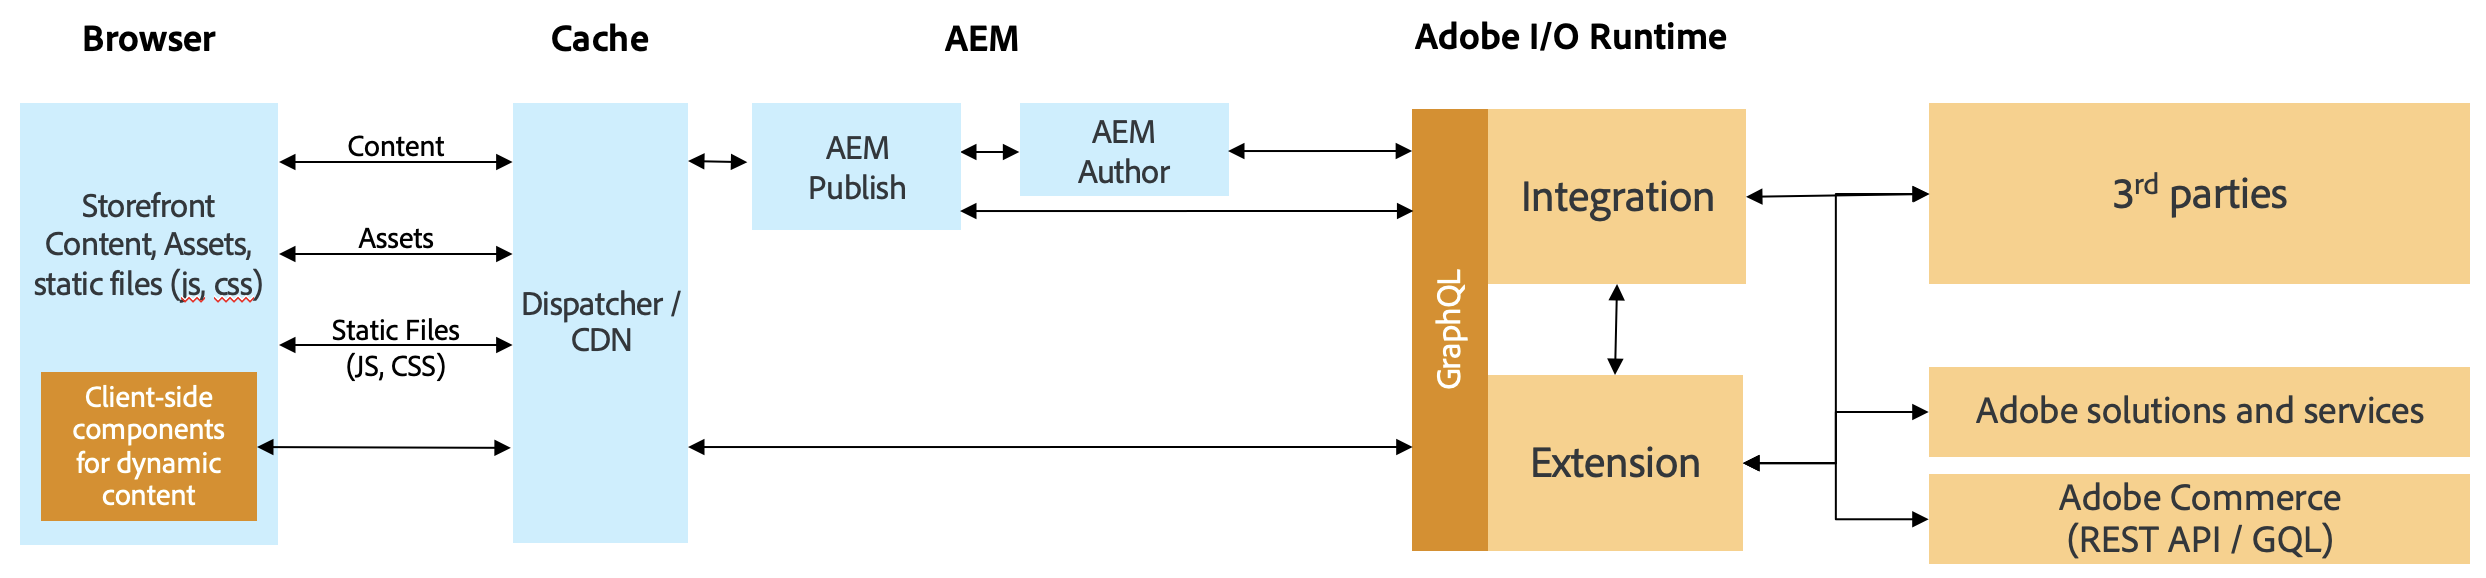 Browser
Cache
AEM
Adobe I/O Runtime
Storefront
Content, Assets,
static files (js, css)
Client-side
components
for dynamic
content
Content
Assets
Static Files
(JS, CSS)
Dispatcher /
CDN
AEM
Publish
AEM
Author
GraphQL
Integration
Extension
3rd parties
Adobe solutions and services
Adobe Commerce
(REST API / GQL)